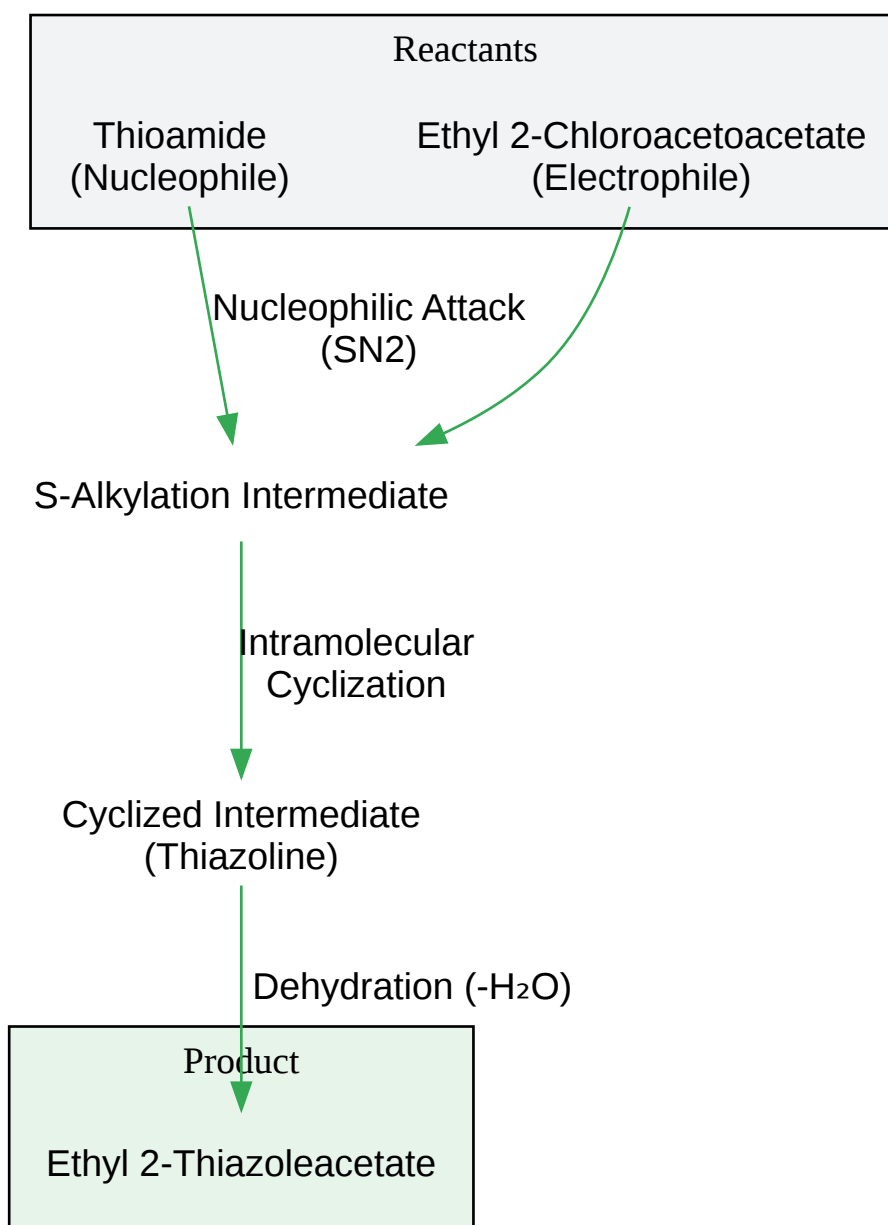 Reactants
Thioamide
(Nucleophile)
Ethyl 2-Chloroacetoacetate
(Electrophile)
Nucleophilic Attack
(SN2)
S-Alkylation Intermediate
Intramolecular
Cyclization
Cyclized Intermediate
(Thiazoline)
Dehydration (-H₂O)
Product
Ethyl 2-Thiazoleacetate